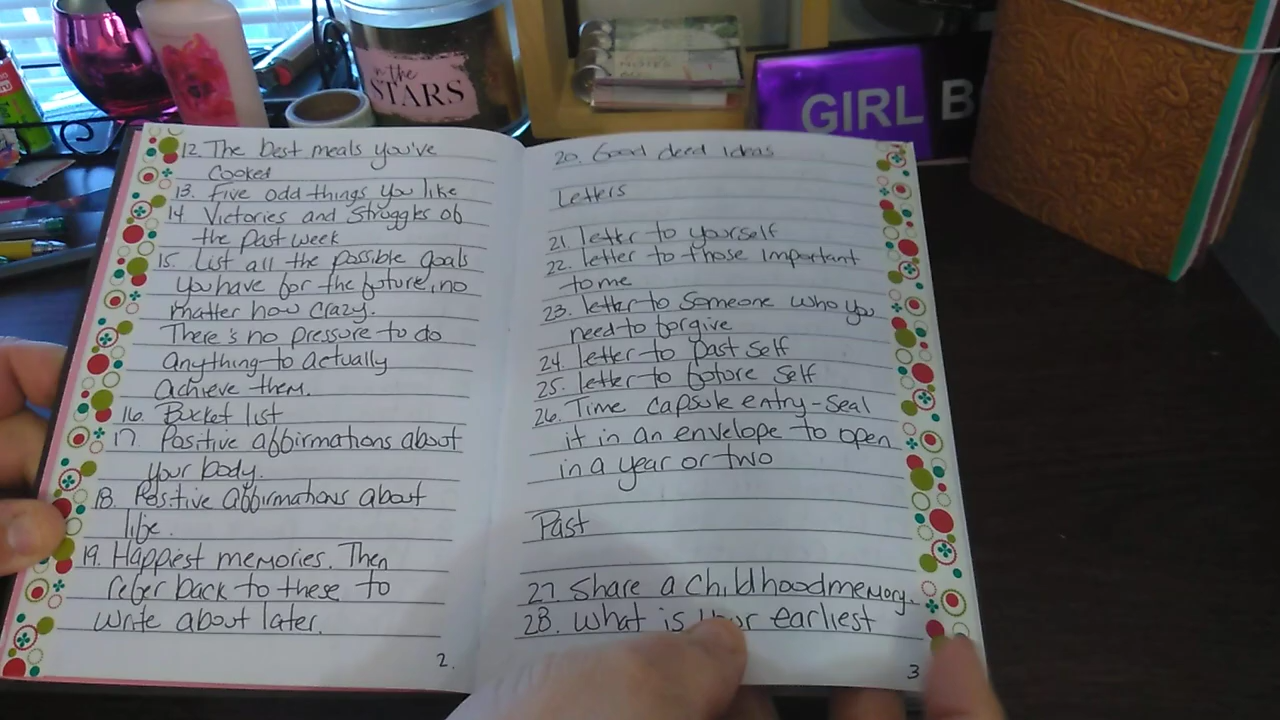 in the
STARS
GIRL B
12. The best meals you've
Cooked
13. Five odd things you like
14 Victories and Struggles of
the past week
15. List all the possible goals
you have for the future, no
matter how crazy.
There's no pressure to do
anything to actually
achieve them.
16. Bucket list
17 Positive affirmations about
your body.
18. Positive affirmations about
life.
19. Happiest memories. Then
refer back to these to
write about later.
2.
20. Good deed ideas
Letters
21. letter to yourself
22. letter to those important
to me
23. letter to someone who you
need to forgive
24. letter to past self
25. letter to future self
26. Time capsule entry-Seal
it in an envelope to open
in a year or two
Past
27 Share a childhood memory.
28. What is your earliest
3